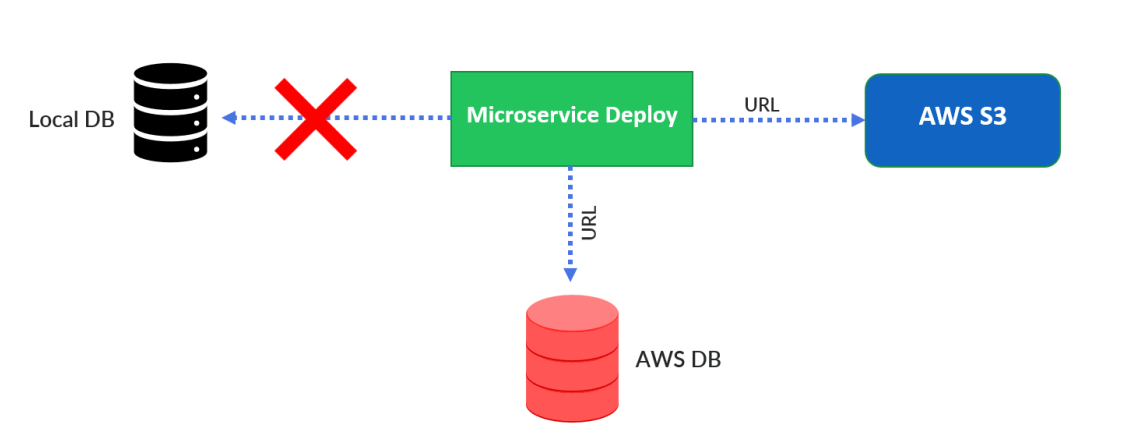 Local DB
Microservice Deploy
URL
AWS S3
URL
AWS DB